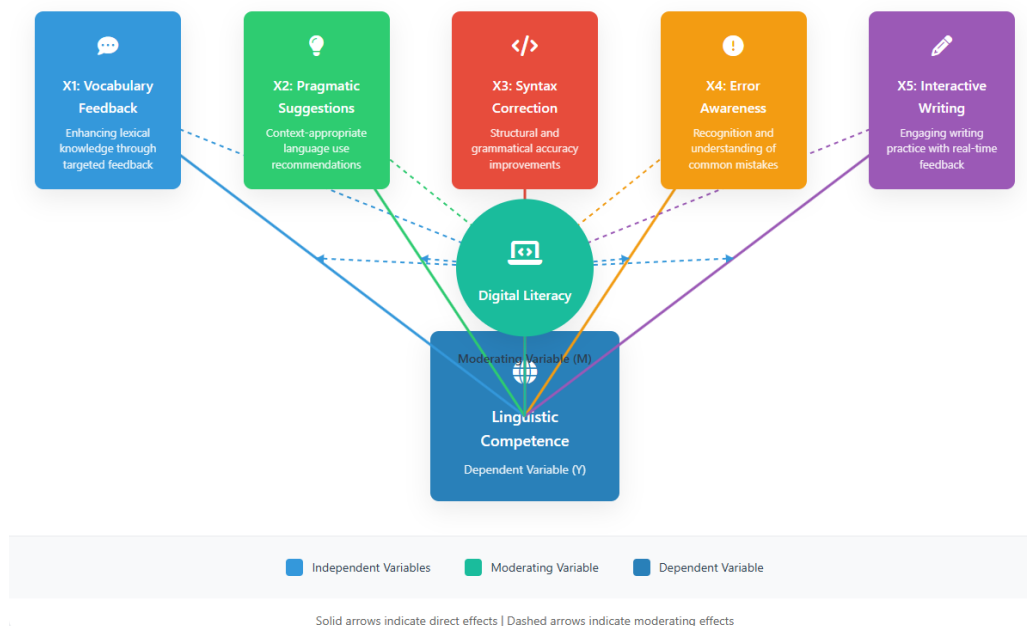 X1: Vocabulary
Feedback
Enhancing lexical
knowledge through
targeted feedback
X2: Pragmatic
Suggestions
Context-appropriate
language use
recommendations
X3: Syntax
Correction
Structural and
grammatical accuracy
improvements
X4: Error
Awareness
Recognition and
understanding of
common mistakes
X5: Interactive
Writing
Engaging writing
practice with real-time
feedback
Digital Literacy
Moderating Variable (M)
Linguistic
Competence
Dependent Variable (Y)
Independent Variables
Moderating Variable
Dependent Variable
Solid arrows indicate direct effects | Dashed arrows indicate moderating effects